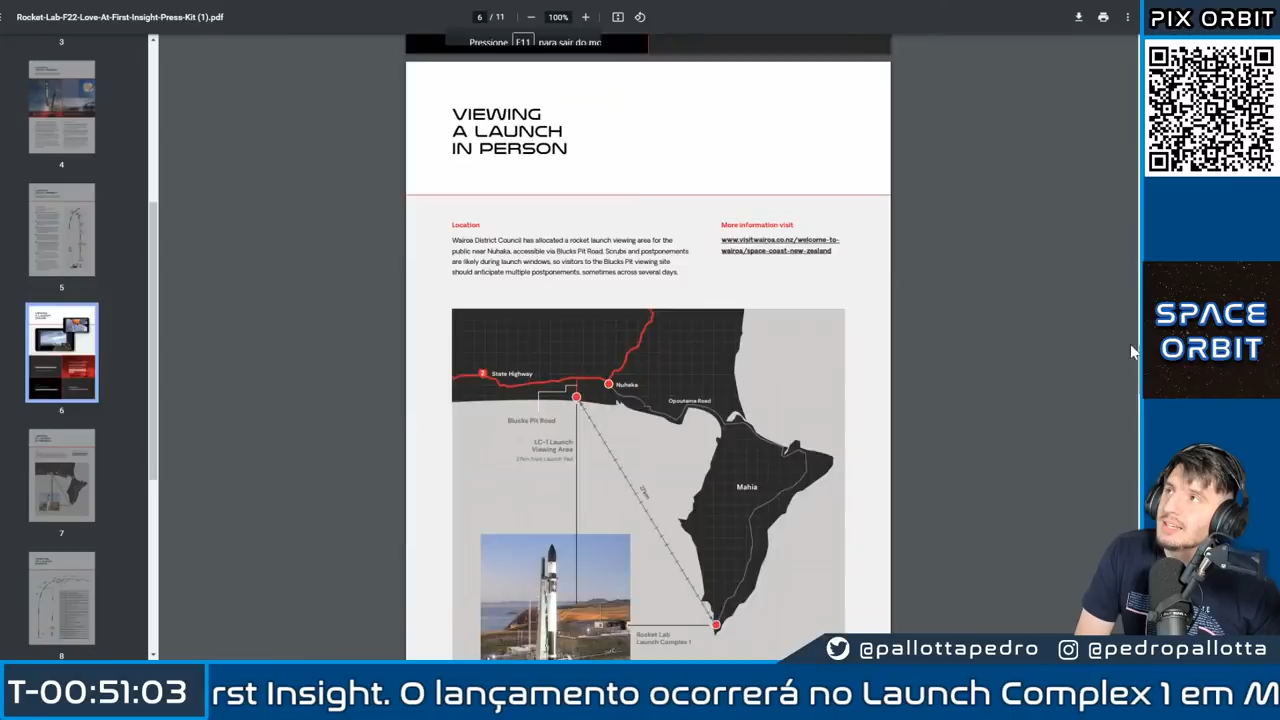 Rocket-Lab-F22-Love-At-First-Insight-Press-Kit (1).pdf
6 / 11
100%
PIX ORBIT
3
Pressione F11 para sair do mo
VIEWING
A LAUNCH
IN PERSON
4
Location
Wairoa District Council has allocated a rocket launch viewing area for the
public near Nuhaka, accessible via Blucks Pit Road. Scrubs and postponements
are likely during launch windows, so visitors to the Blucks Pit viewing site
should anticipate multiple postponements, sometimes across several days.
More information visit
www.visitwairoa.co.nz/welcome-to-
wairoa/space-coast-new-zealand
5
SPACE
ORBIT
2
State Highway
Nuhaka
Opoutama Road
Blucks Pit Road
LC-1 Launch
Viewing Area
27km from Launch Pad
27km
Mahia
6
7
Rocket Lab
Launch Complex 1
8
@pallottapedro
@pedropallotta
T-00:51:03
rst Insight. O lançamento ocorrerá no Launch Complex 1 em M